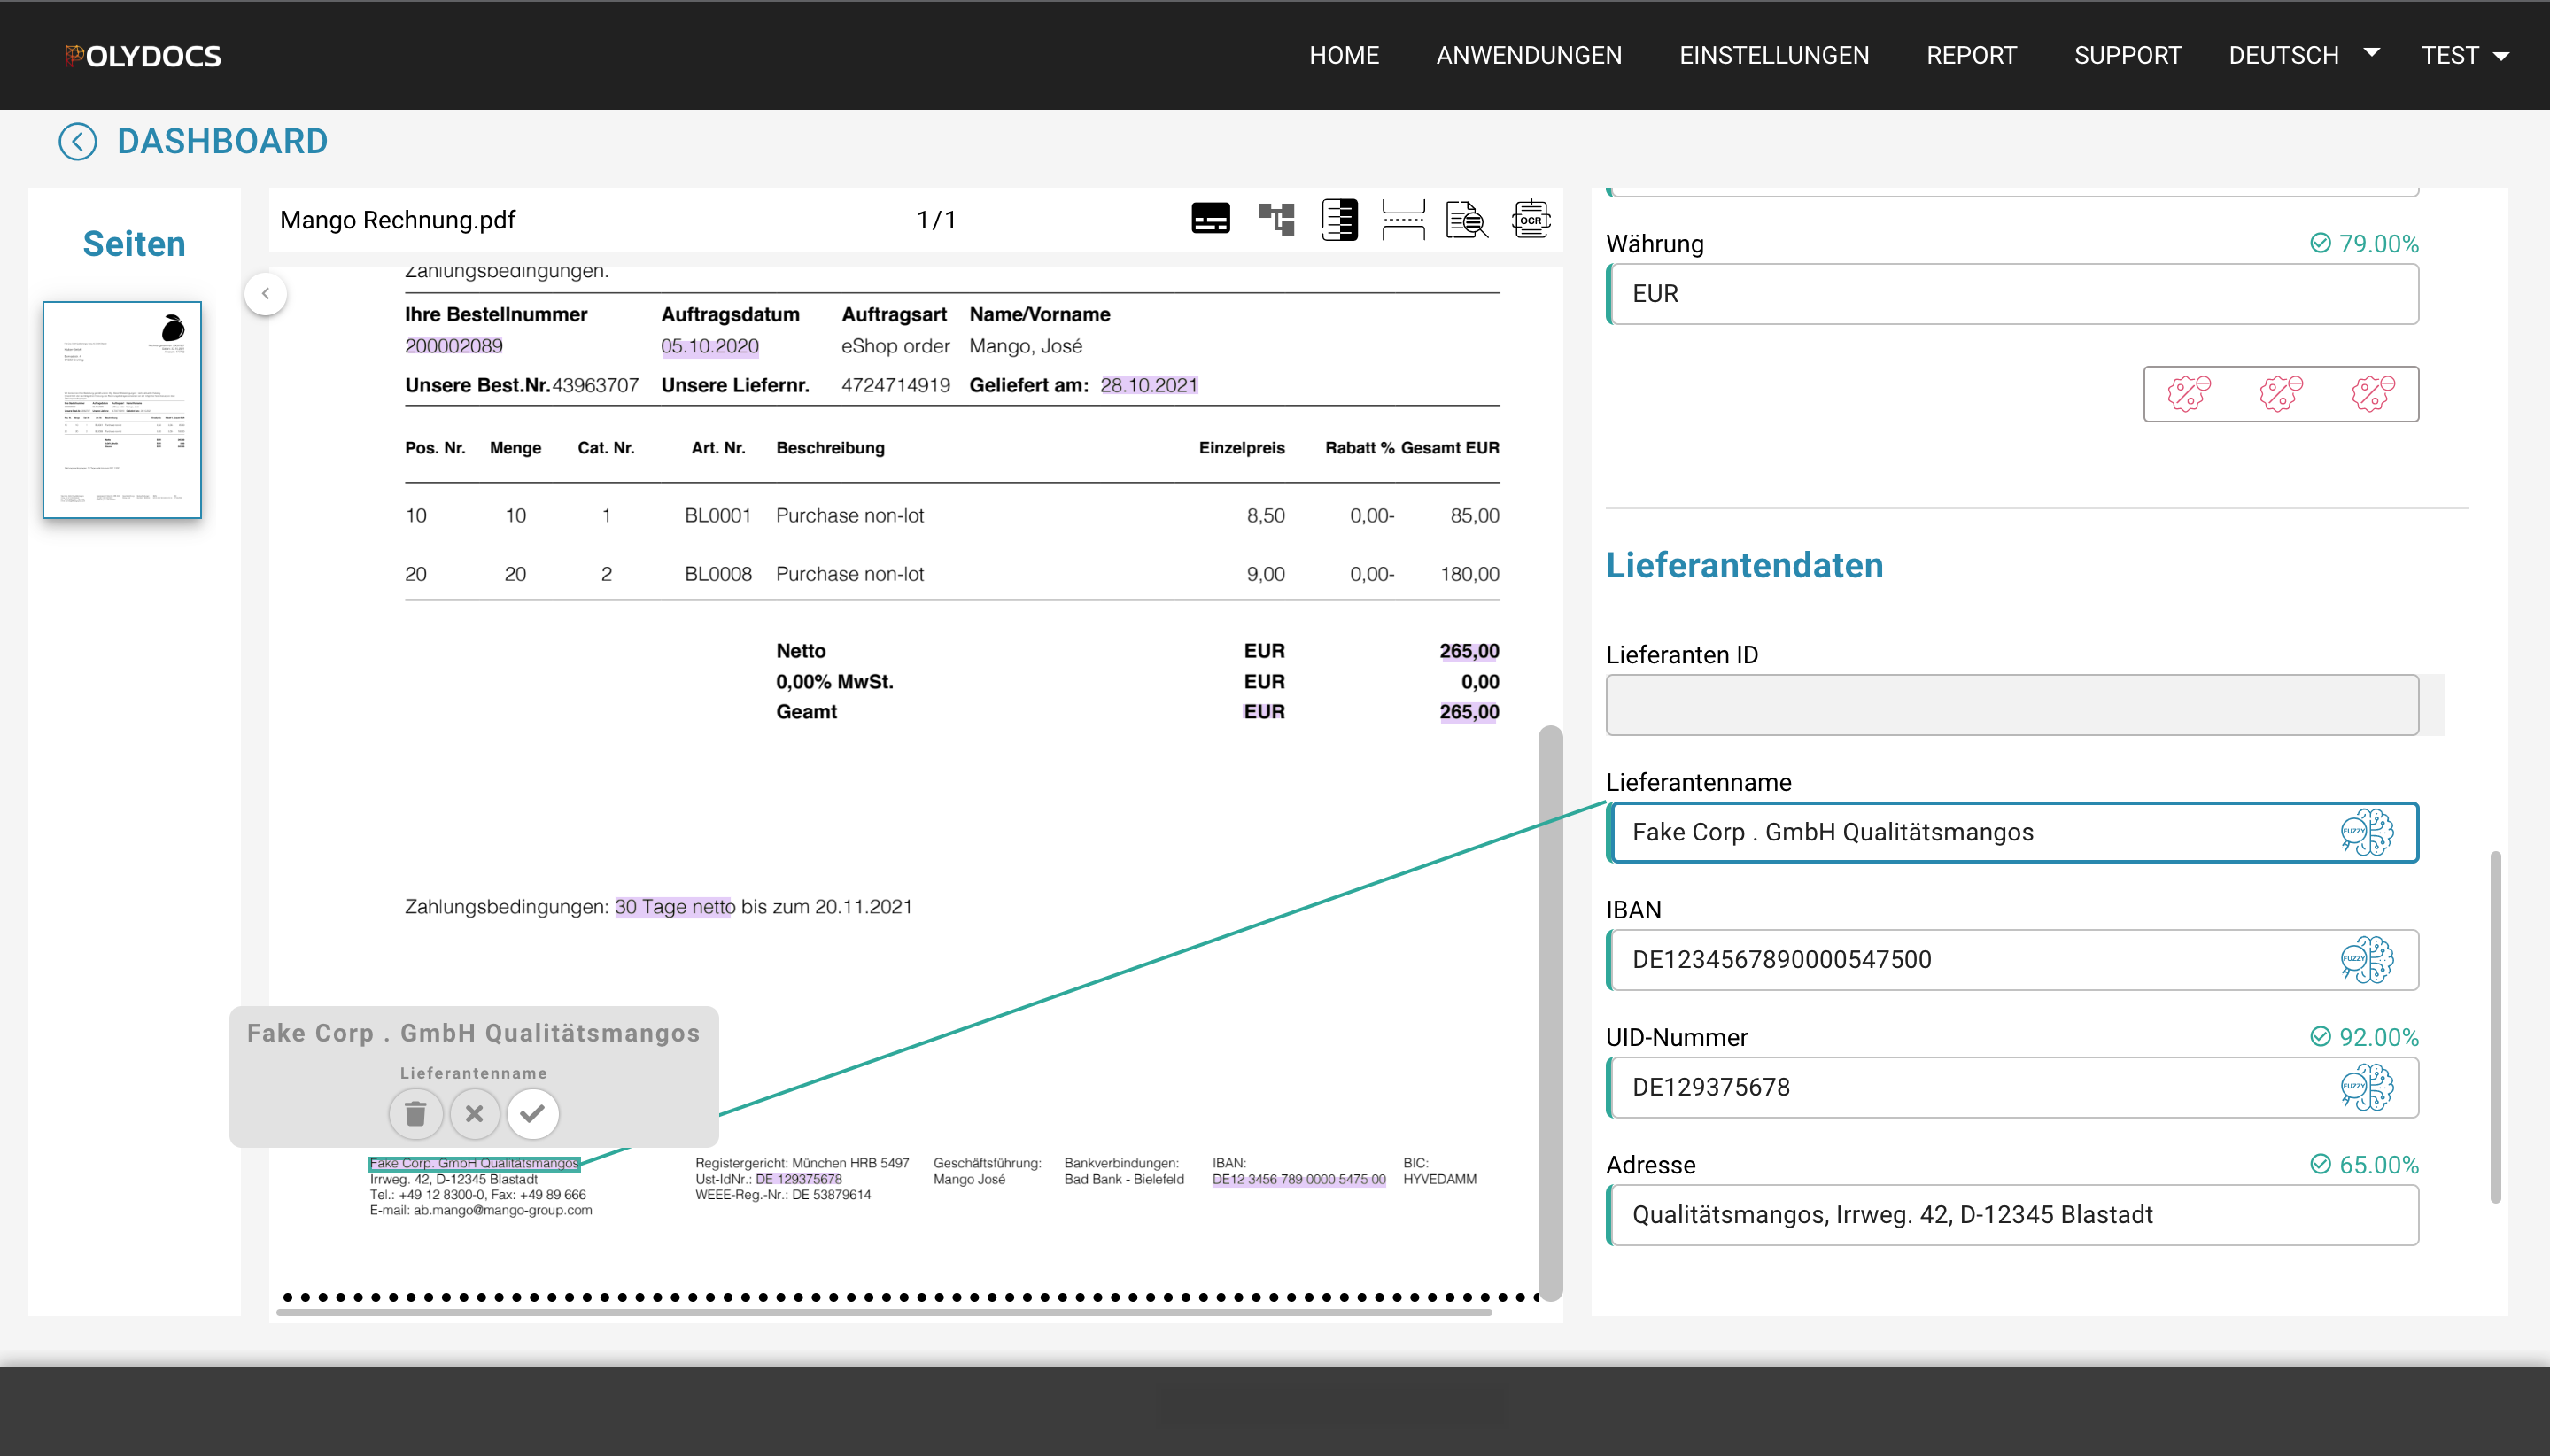 POLYDOCS
HOME ANWENDUNGEN EINSTELLUNGEN REPORT SUPPORT DEUTSCH TEST
DASHBOARD
Seiten
Mango Rechnung.pdf 1/1
OCR
Zahlungsbedingungen.
Ihre Bestellnummer Auftragsdatum Auftragsart Name/Vorname
200002089 05.10.2020 eShop order Mango, José
Unsere Best.Nr. 43963707 Unsere Liefernr. 4724714919 Geliefert am: 28.10.2021
Pos. Nr. Menge Cat. Nr. Art. Nr. Beschreibung Einzelpreis Rabatt % Gesamt EUR
10 10 1 BL0001 Purchase non-lot 8,50 0,00- 85,00
20 20 2 BL0008 Purchase non-lot 9,00 0,00- 180,00
Netto EUR 265,00
0,00% MwSt. EUR 0,00
Geamt EUR 265,00
Zahlungsbedingungen: 30 Tage netto bis zum 20.11.2021
Fake Corp . GmbH Qualitätsmangos
Lieferantenname
Fake Corp. GmbH Qualitätsmangos
Irrweg. 42, D-12345 Blastadt
Tel.: +49 12 8300-0, Fax: +49 89 666
E-mail: ab.mango@mango-group.com
Registergericht: München HRB 5497
Ust-IdNr.: DE 129375678
WEEE-Reg.-Nr.: DE 53879614
Geschäftsführung:
Mango José
Bankverbindungen:
Bad Bank - Bielefeld
IBAN:
DE12 3456 789 0000 5475 00
BIC:
HYVEDAMM
Währung 79.00%
EUR
Lieferantendaten
Lieferanten ID
Lieferantenname
Fake Corp . GmbH Qualitätsmangos FUZZY
IBAN
DE1234567890000547500 FUZZY
UID-Nummer 92.00%
DE129375678 FUZZY
Adresse 65.00%
Qualitätsmangos, Irrweg. 42, D-12345 Blastadt